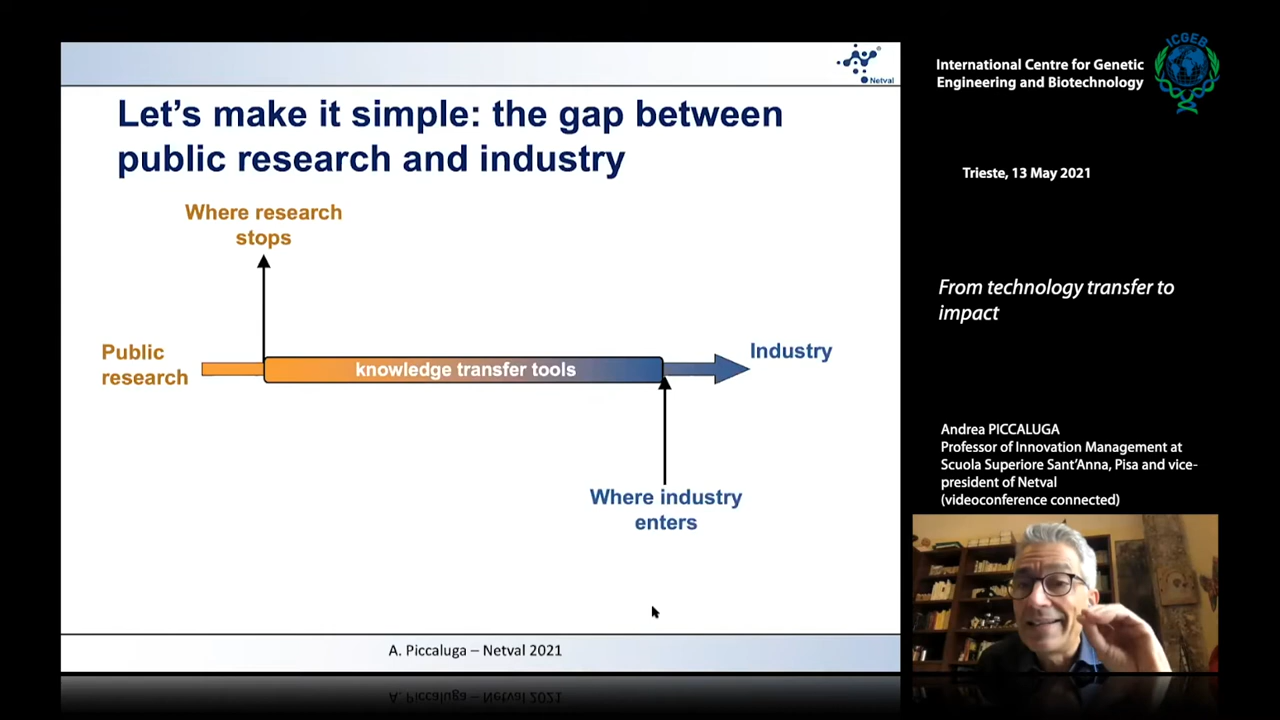 Netval
Let's make it simple: the gap between
public research and industry
Where research
stops
Public
research
knowledge transfer tools
Industry
Where industry
enters
A. Piccaluga – Netval 2021
A. Piccaluga – Netval 2021
International Centre for Genetic
Engineering and Biotechnology
ICGEB
Trieste, 13 May 2021
From technology transfer to
impact
Andrea PICCALUGA
Professor of Innovation Management at
Scuola Superiore Sant'Anna, Pisa and vice-
president of Netval
(videoconference connected)